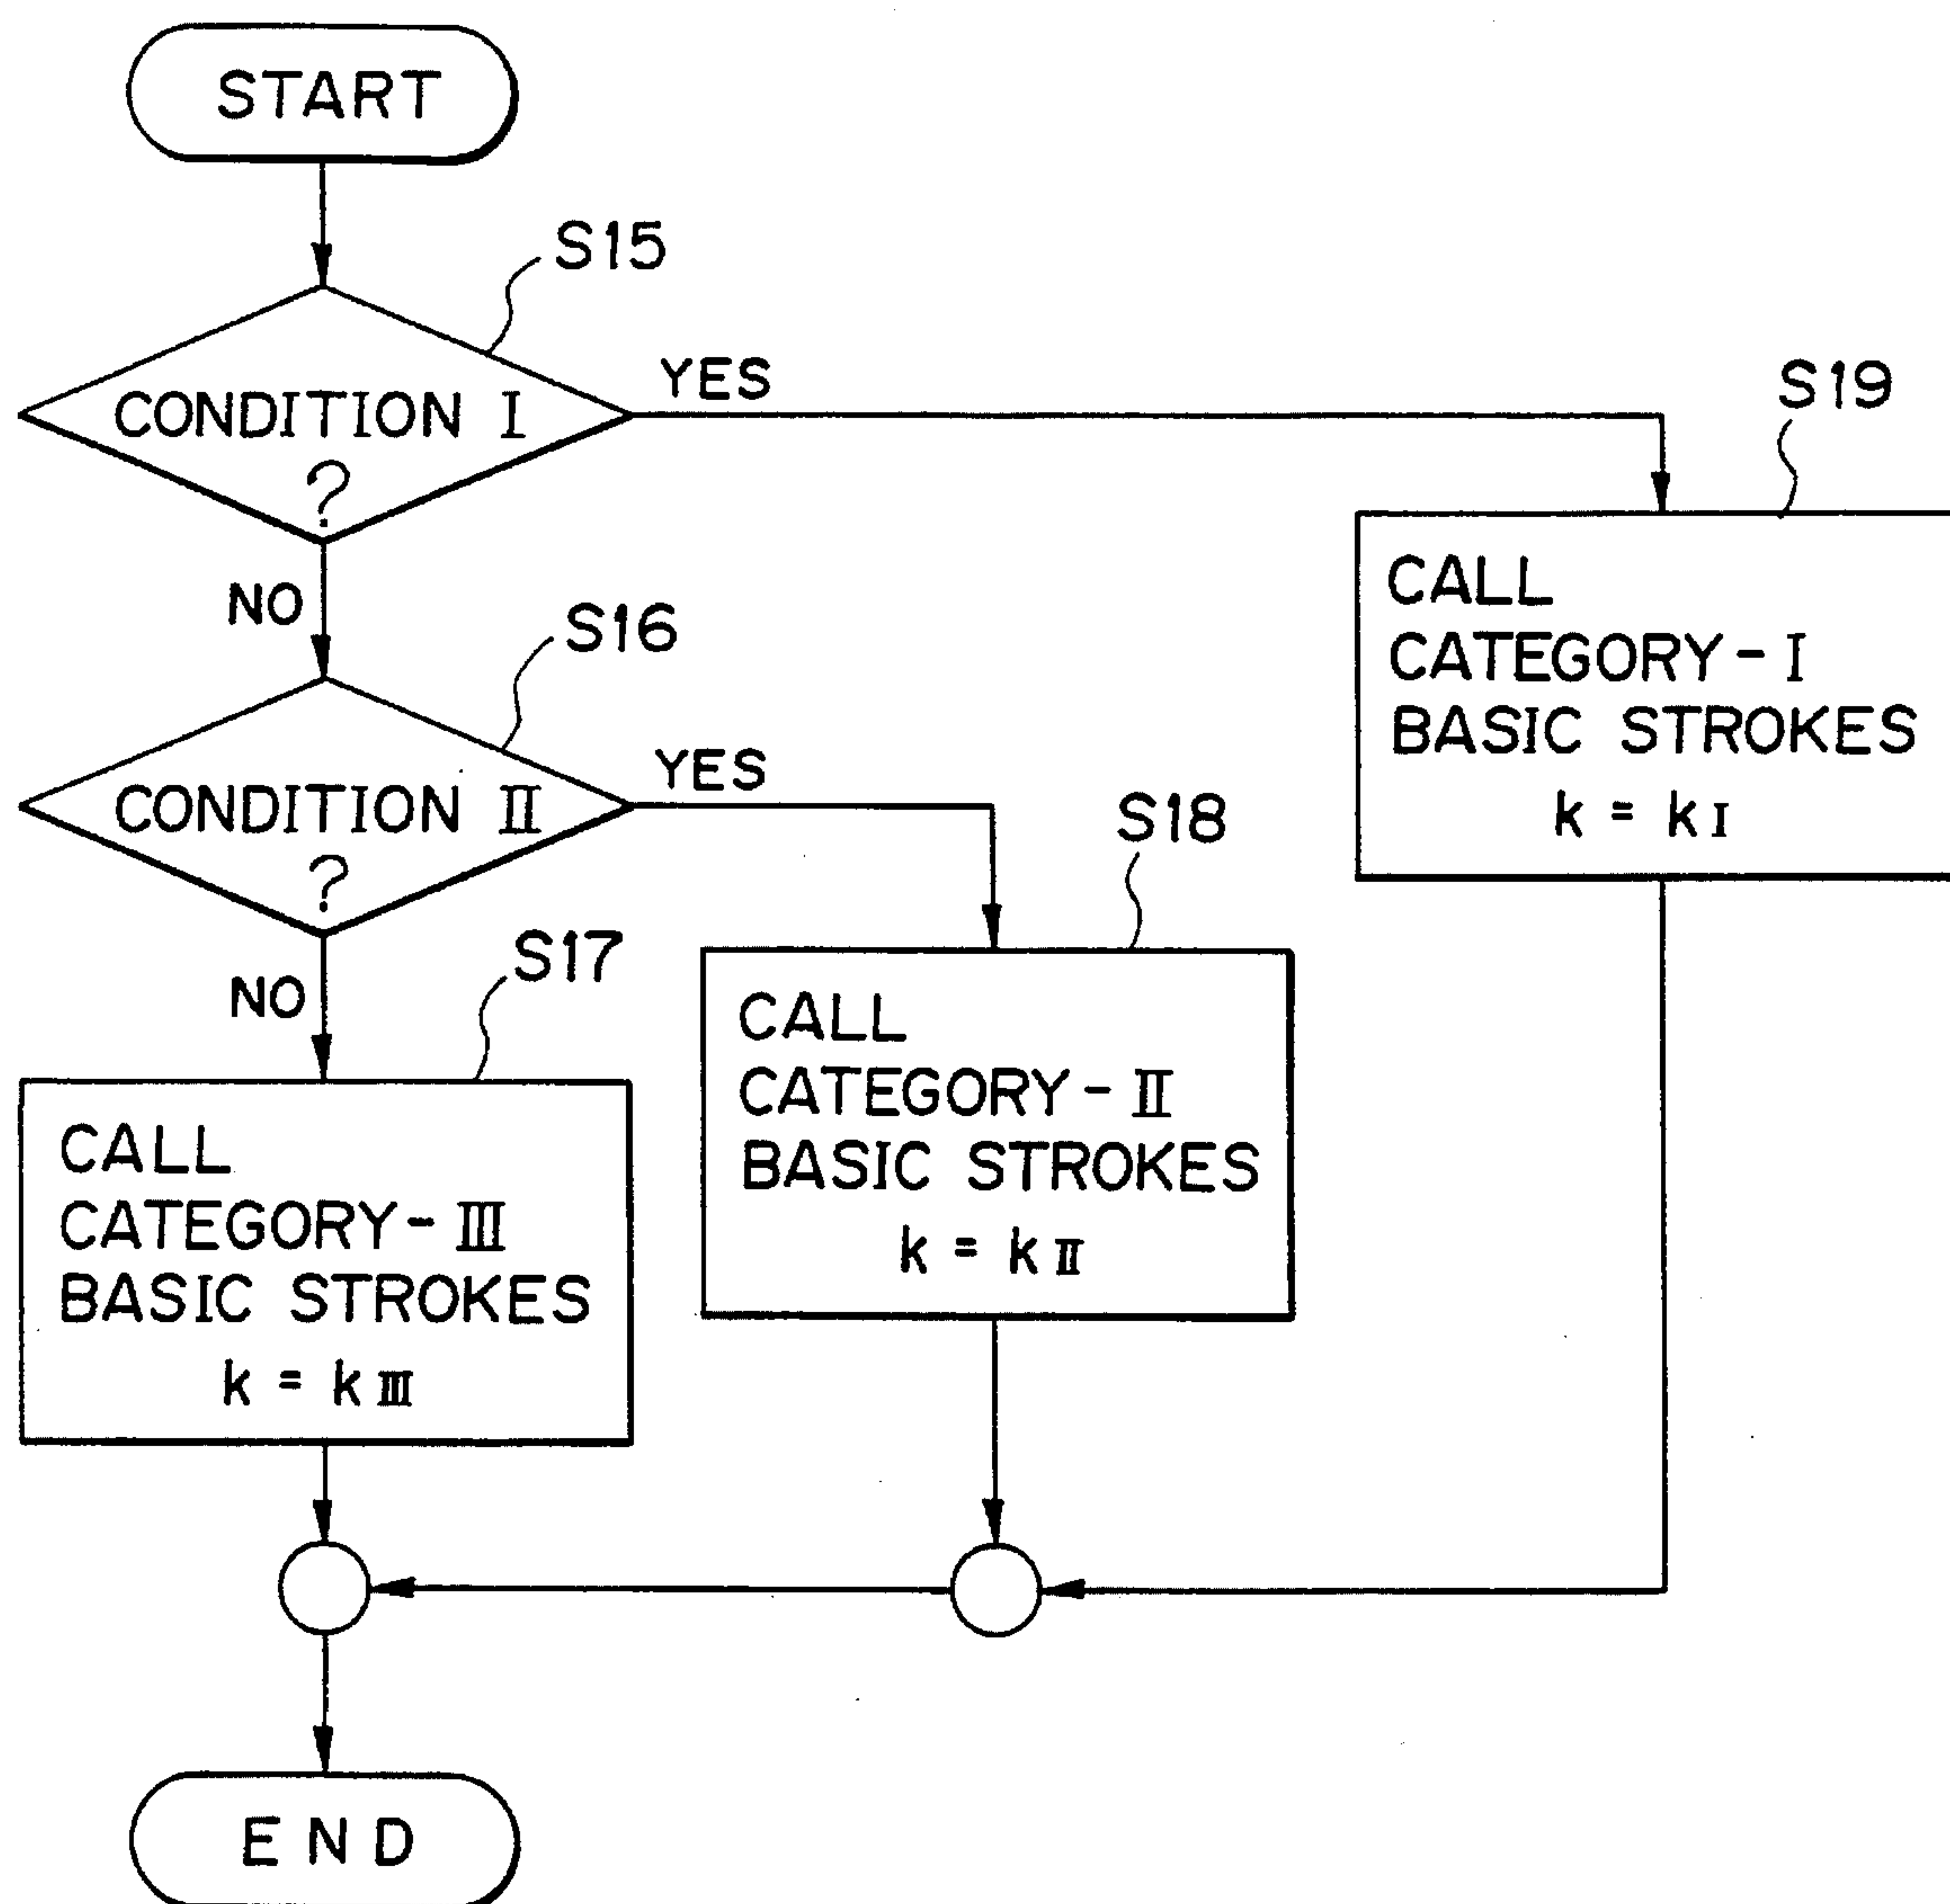 START
S15
CONDITION I
?
YES
NO
S19
CALL
CATEGORY-I
BASIC STROKES
k = kI
S16
CONDITION II
?
YES
NO
S18
CALL
CATEGORY-II
BASIC STROKES
k = kII
S17
CALL
CATEGORY-III
BASIC STROKES
k = kIII
END